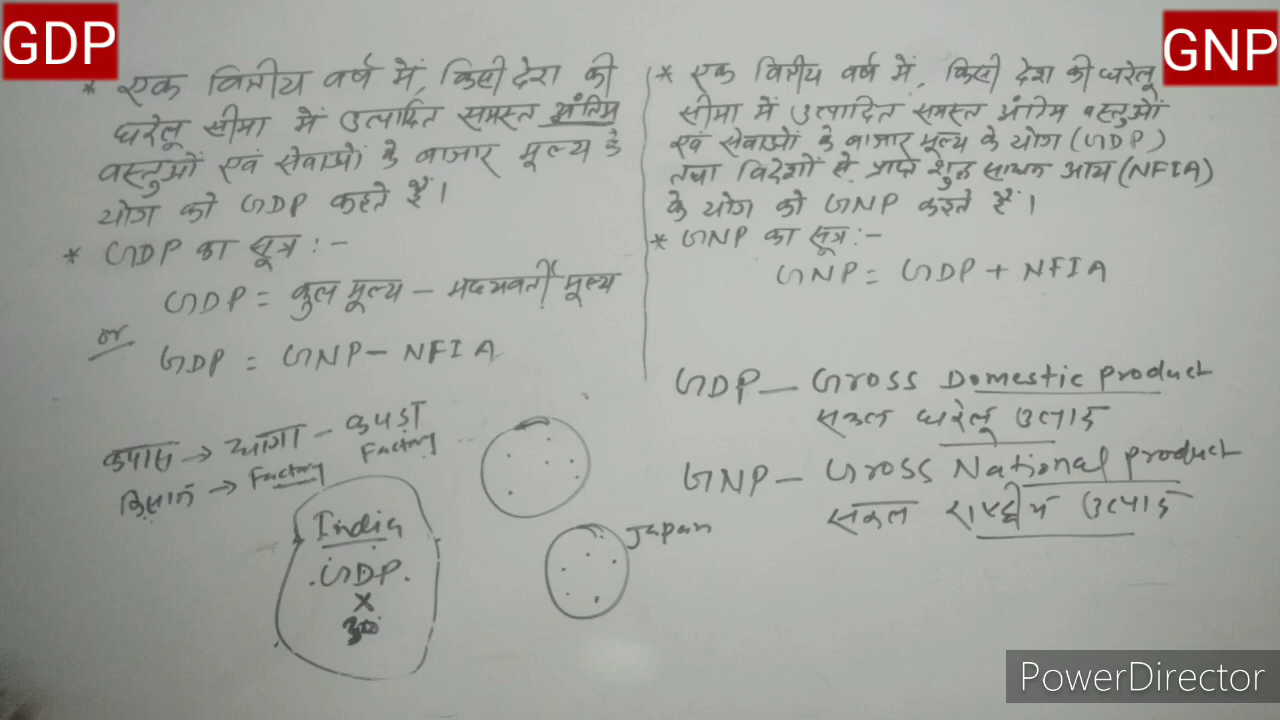 GDP
GNP
* एक वित्तीय वर्ष में, किसी देश की
घरेलू सीमा में उत्पादित समस्त अंतिम
वस्तुओं एवं सेवाओं के बाजार मूल्य के
योग को GDP कहते हैं।
* GDP का सूत्र :-
GDP = कुल मूल्य - मध्यवर्ती मूल्य
or
GDP = GNP - NFIA
कपास → धागा - कपड़ा
किसान → Factory Factory
India
GDP
X
30
Japan
* एक वित्तीय वर्ष में, किसी देश की घरेलू
सीमा में उत्पादित समस्त अंतिम वस्तुओं
एवं सेवाओं के बाजार मूल्य के योग (GDP)
तथा विदेशों से प्राप्त शुद्ध साधन आय (NFIA)
के योग को GNP कहते हैं।
* GNP का सूत्र :-
GNP = GDP + NFIA
GDP - Gross Domestic product
सकल घरेलू उत्पाद
GNP - Gross National product
सकल राष्ट्रीय उत्पाद
PowerDirector